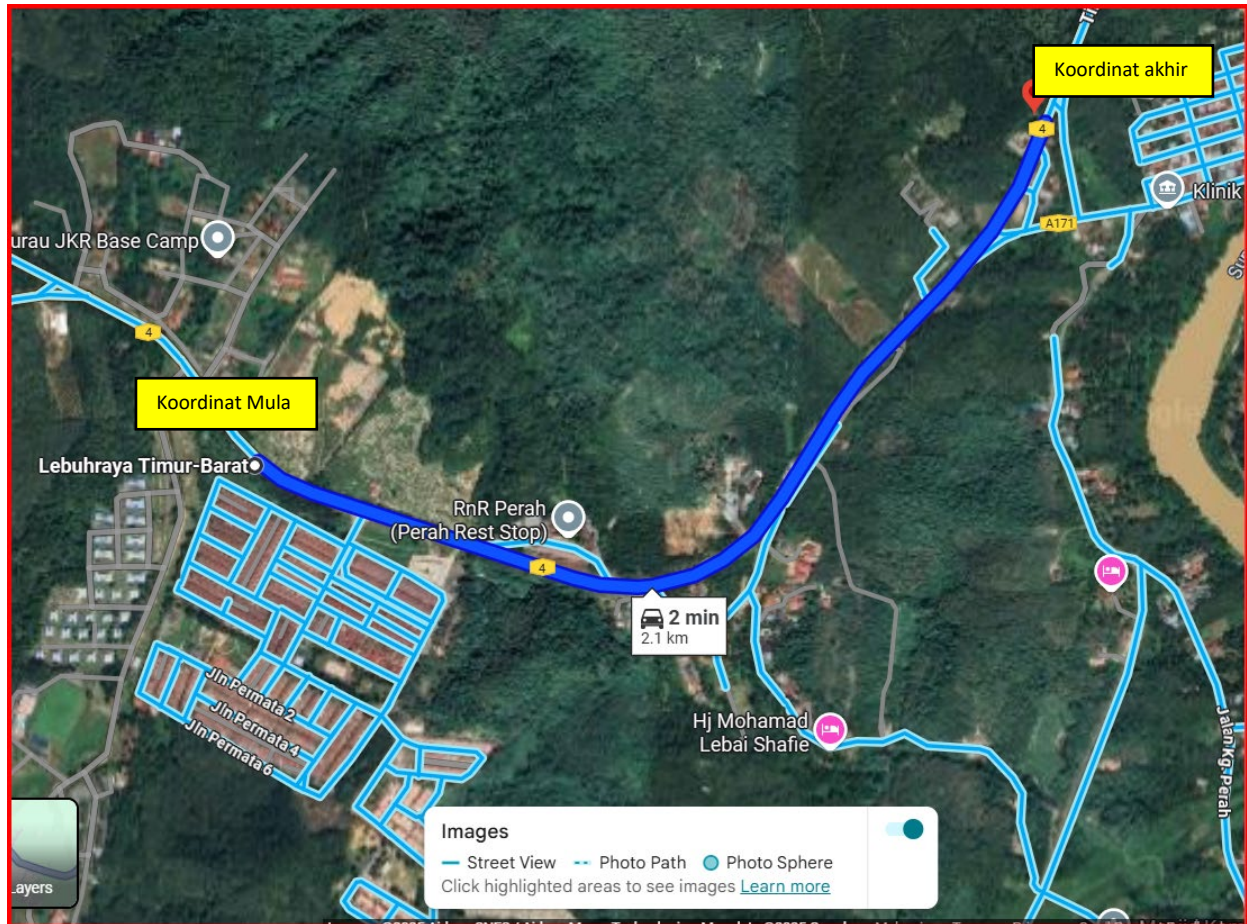 Koordinat akhir
4
Klinik
A171
urau JKR Base Camp
4
Koordinat Mula
Lebuhraya Timur-Barat
RnR Perah
(Perah Rest Stop)
4
2 min
2.1 km
Jln Permata 2
Jln Permata 4
Jln Permata 6
Hj Mohamad
Lebai Shafie
Jalan Kg. Perah
Images
Street View
Photo Path
Photo Sphere
Click highlighted areas to see images Learn more
ayers